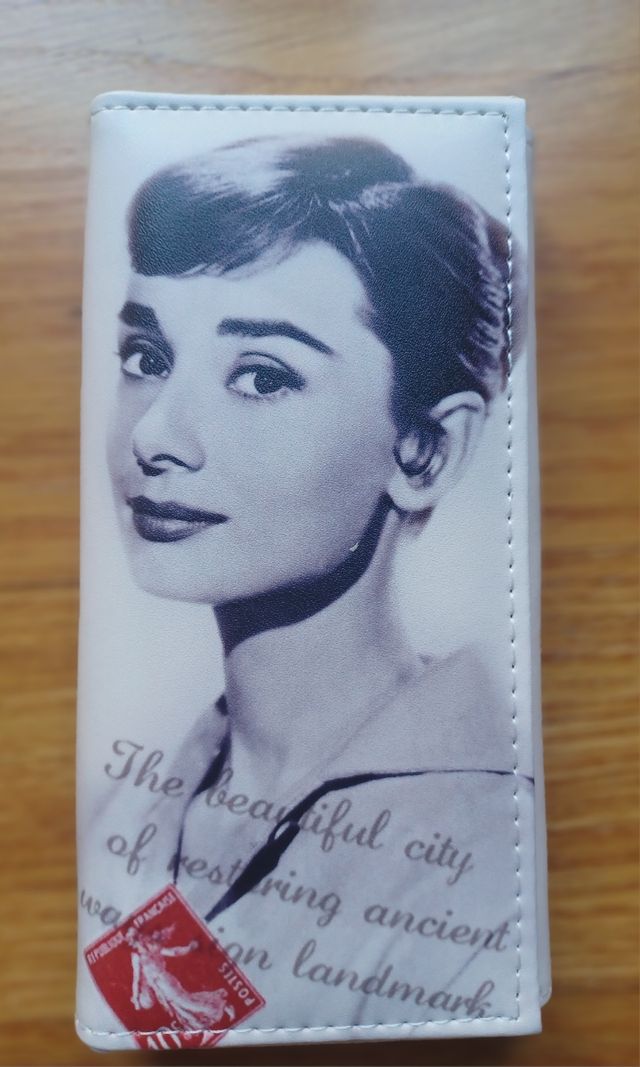 The beautiful city
of restoring ancient
landmark
REPUBLIQUE FRANCAISE
POSTES